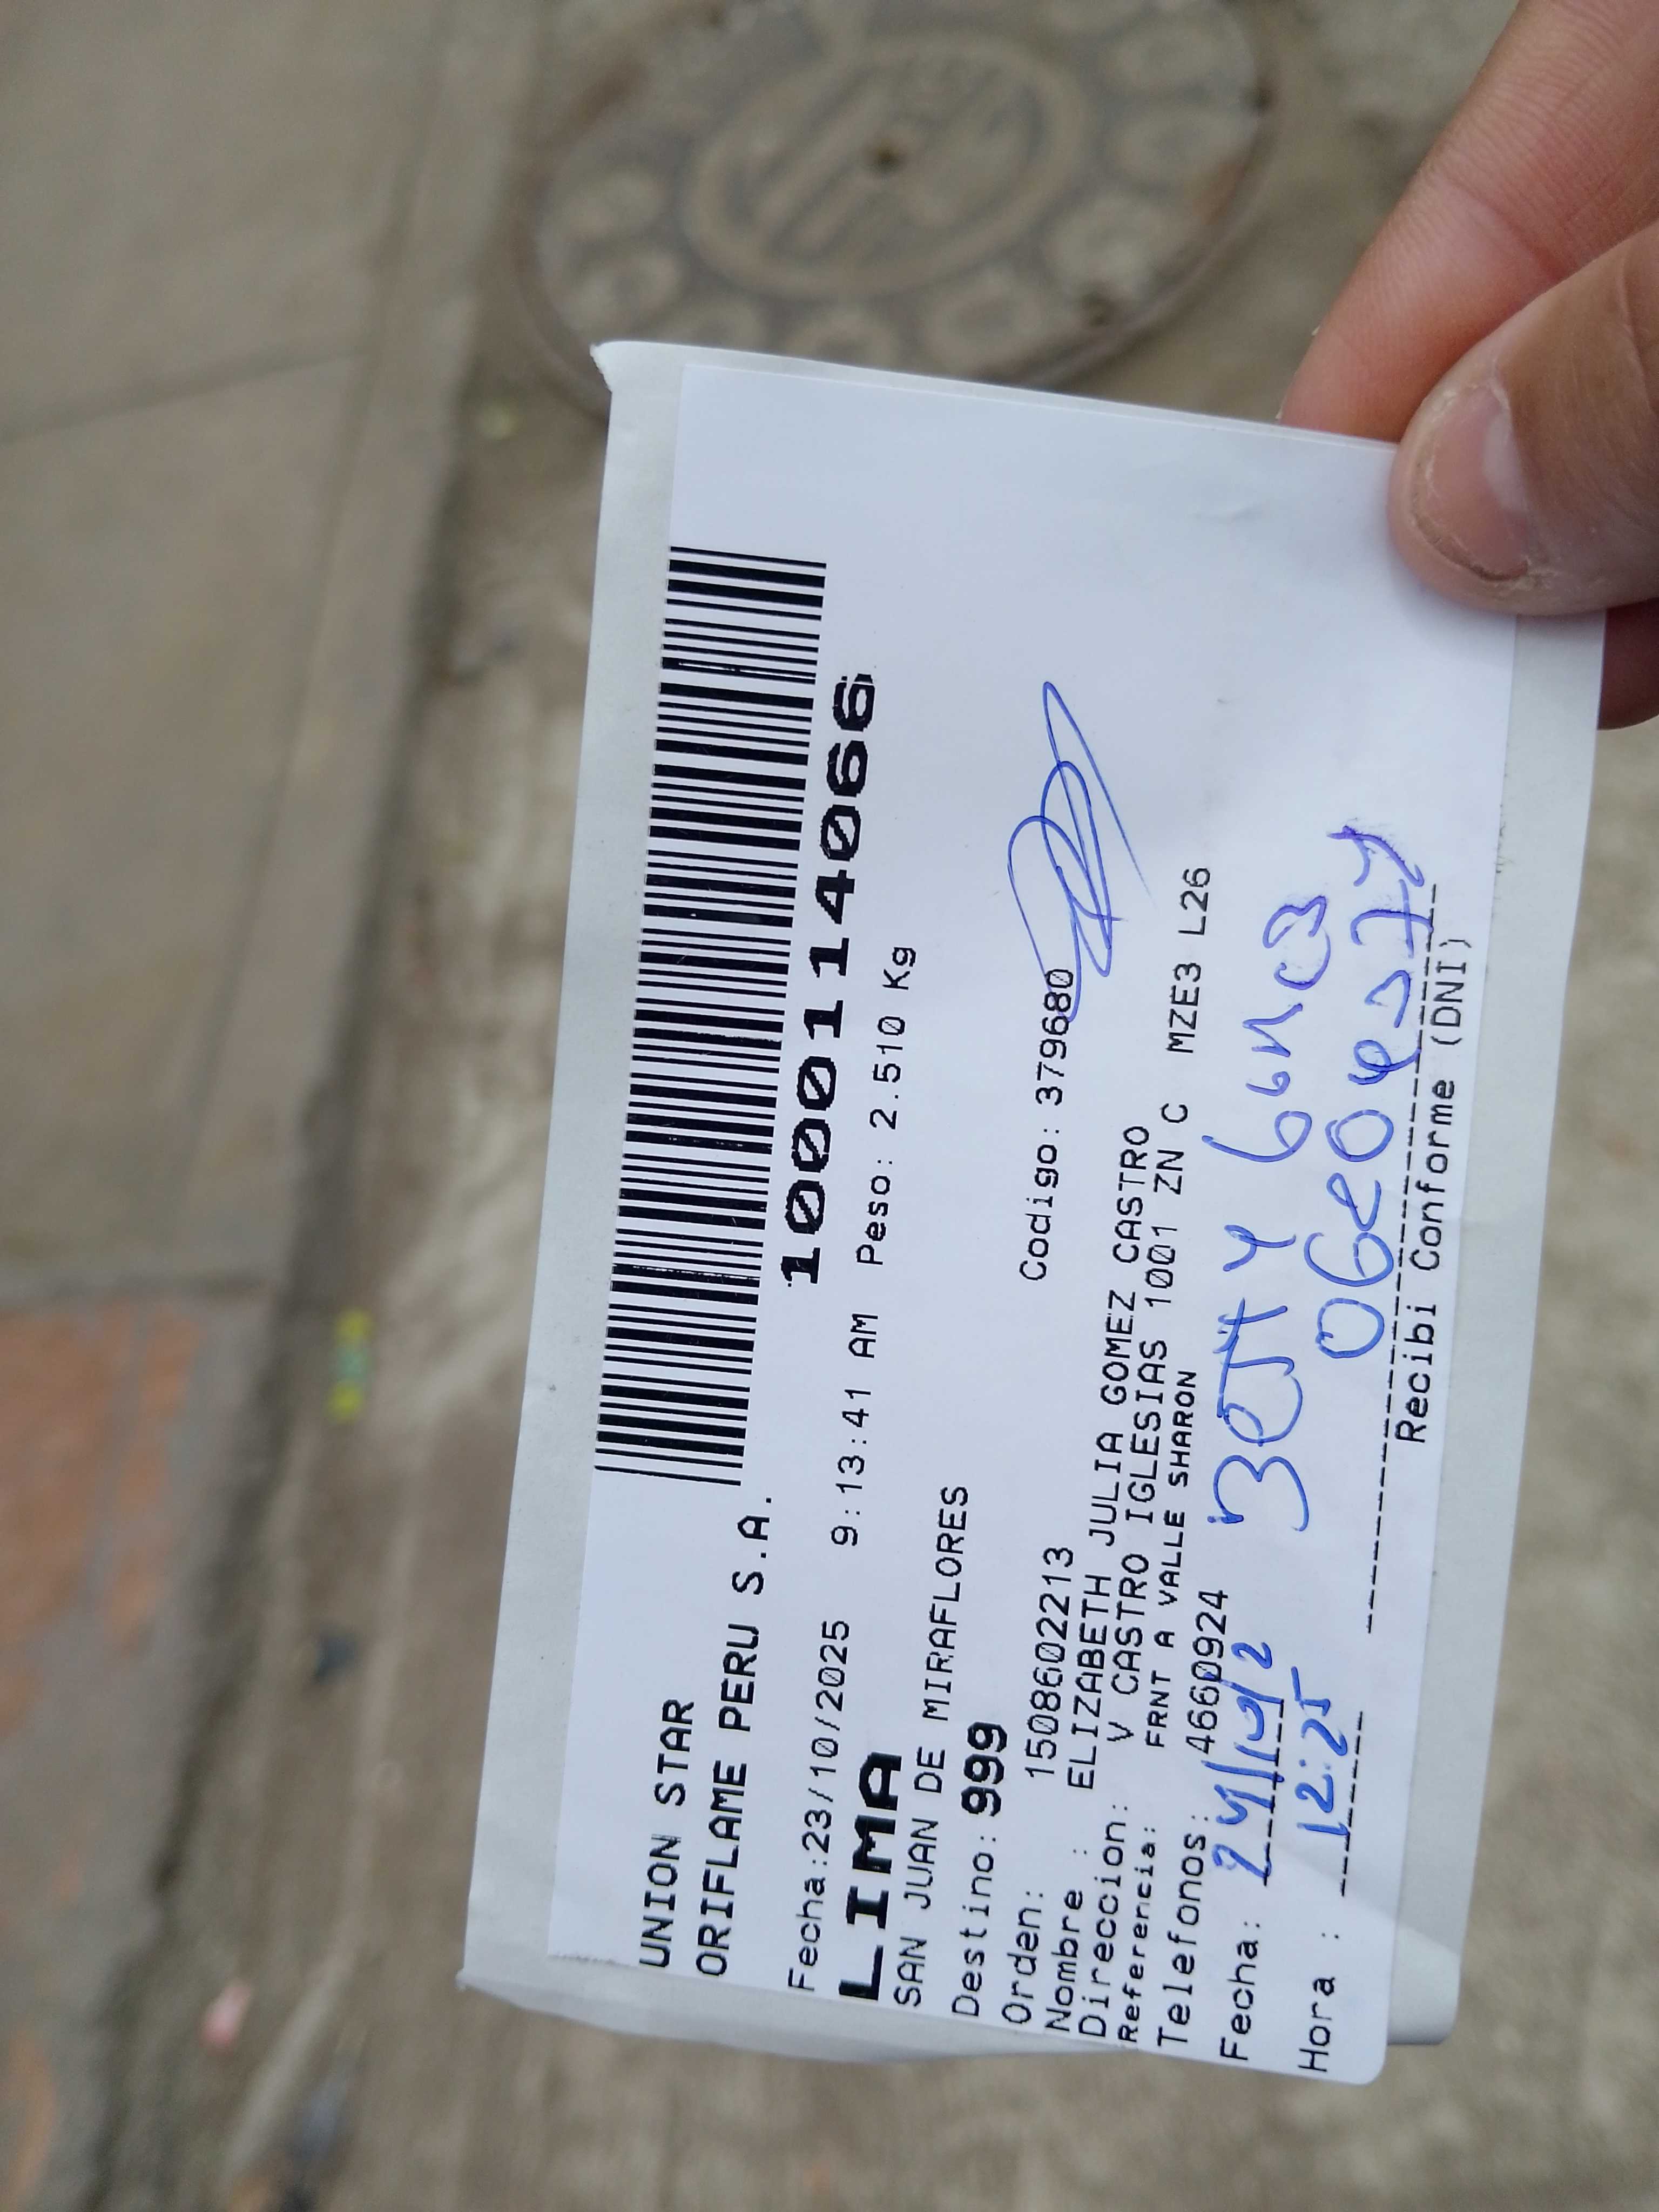 UNION STAR
ORIFLAME PERU S.A.
10001114066
Fecha:23/10/2025 9:13:41 AM Peso: 2.510 Kg
LIMA
SAN JUAN DE MIRAFLORES
Destino: 999
Orden: 1508602213 Codigo: 379680
Nombre : ELIZABETH JULIA GOMEZ CASTRO
Direccion: V CASTRO IGLESIAS 1001 ZN C MZE3 L26
Referencia: FRNT A VALLE SHARON
Telefonos: 4660924
Fecha: 24/10/2
Hora : 12:25
Recibi Conforme (DNI)